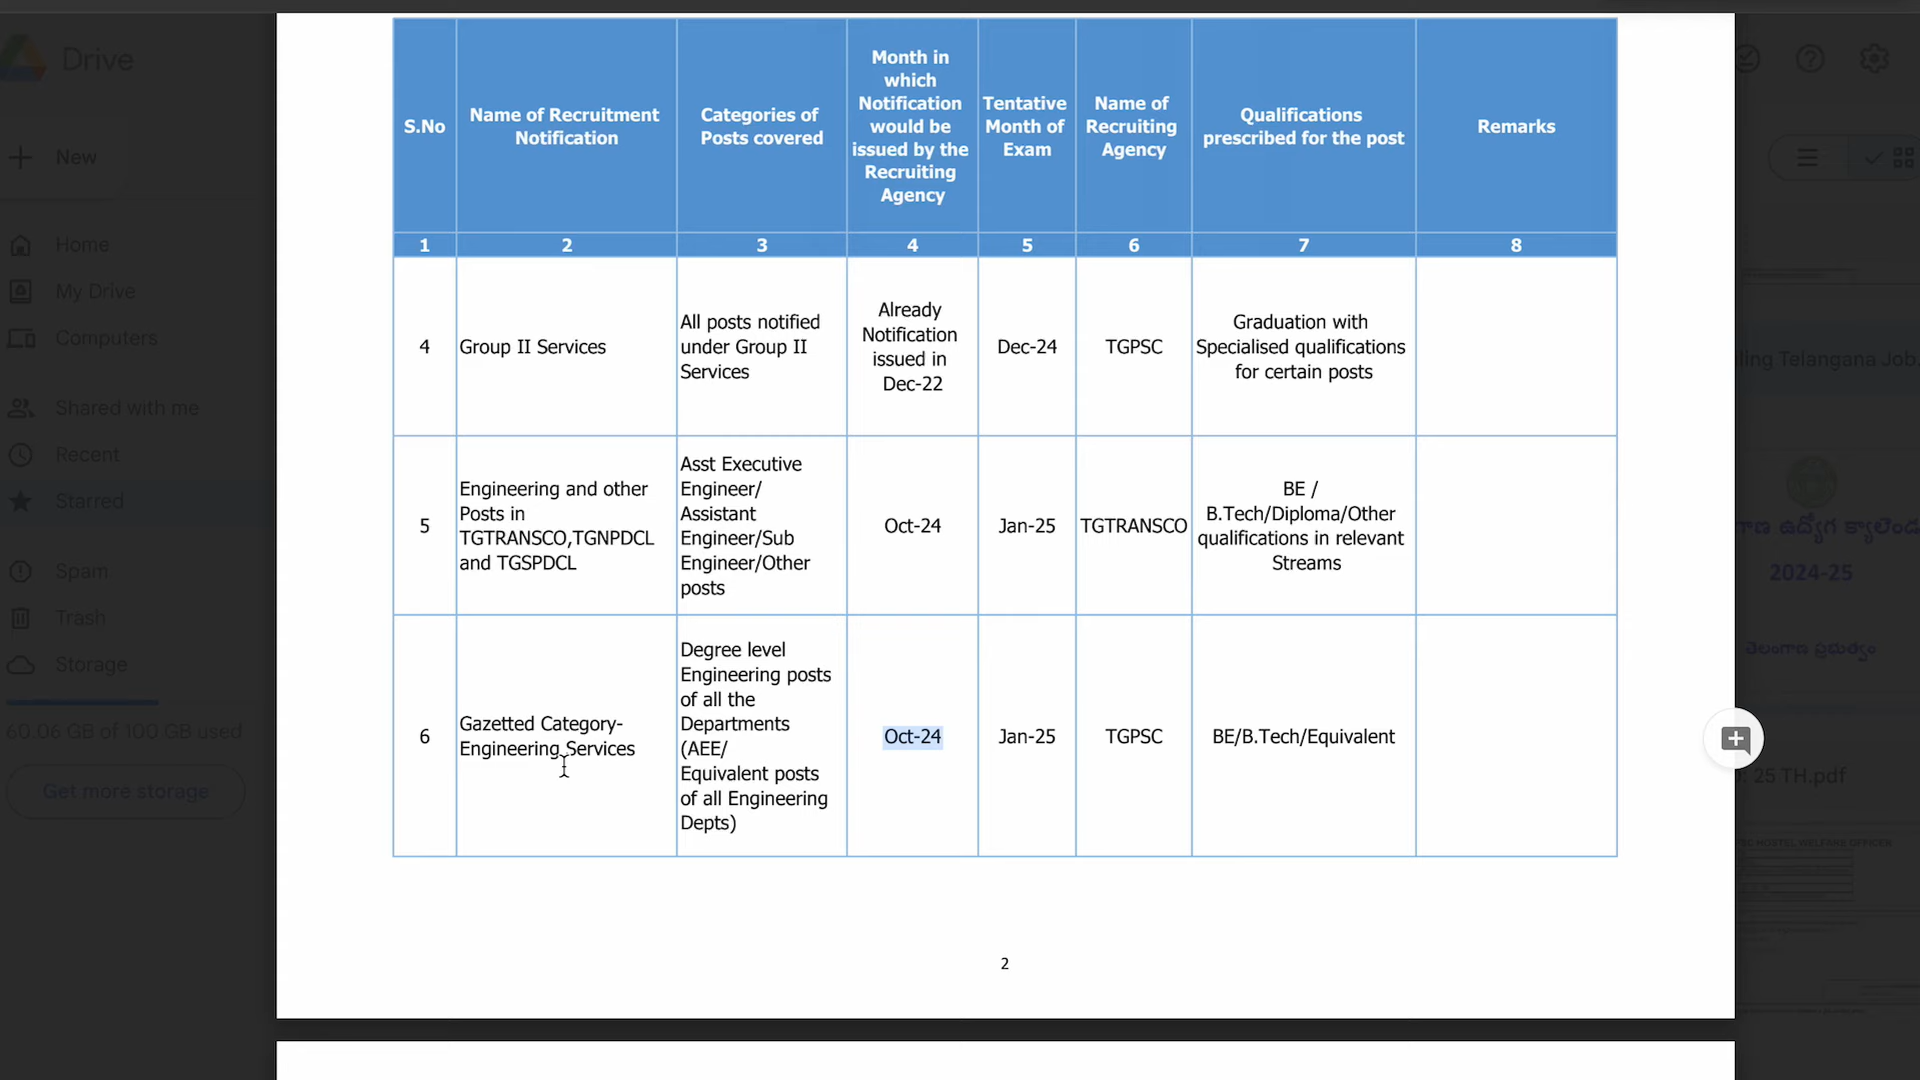 Drive
New
Home
My Drive
Computers
Shared with me
Recent
Starred
Spam
Trash
Storage
60.06 GB of 100 GB used
Get more storage
S.No
Name of Recruitment
Notification
Categories of
Posts covered
Month in
which
Notification
would be
issued by the
Recruiting
Agency
Tentative
Month of
Exam
Name of
Recruiting
Agency
Qualifications
prescribed for the post
Remarks
1 2 3 4 5 6 7 8
4
Group II Services
All posts notified
under Group II
Services
Already
Notification
issued in
Dec-22
Dec-24
TGPSC
Graduation with
Specialised qualifications
for certain posts
5
Engineering and other
Posts in
TGTRANSCO,TGNPDCL
and TGSPDCL
Asst Executive
Engineer/
Assistant
Engineer/Sub
Engineer/Other
posts
Oct-24
Jan-25
TGTRANSCO
BE /
B.Tech/Diploma/Other
qualifications in relevant
Streams
6
Gazetted Category-
Engineering Services
Degree level
Engineering posts
of all the
Departments
(AEE/
Equivalent posts
of all Engineering
Depts)
Oct-24
Jan-25
TGPSC
BE/B.Tech/Equivalent
2
Telangana Job
ఉద్యోగ
2024-25
తెలంగాణ ప్రభుత్వం
25 TH.pdf
HOSTEL WELFARE OFFICER